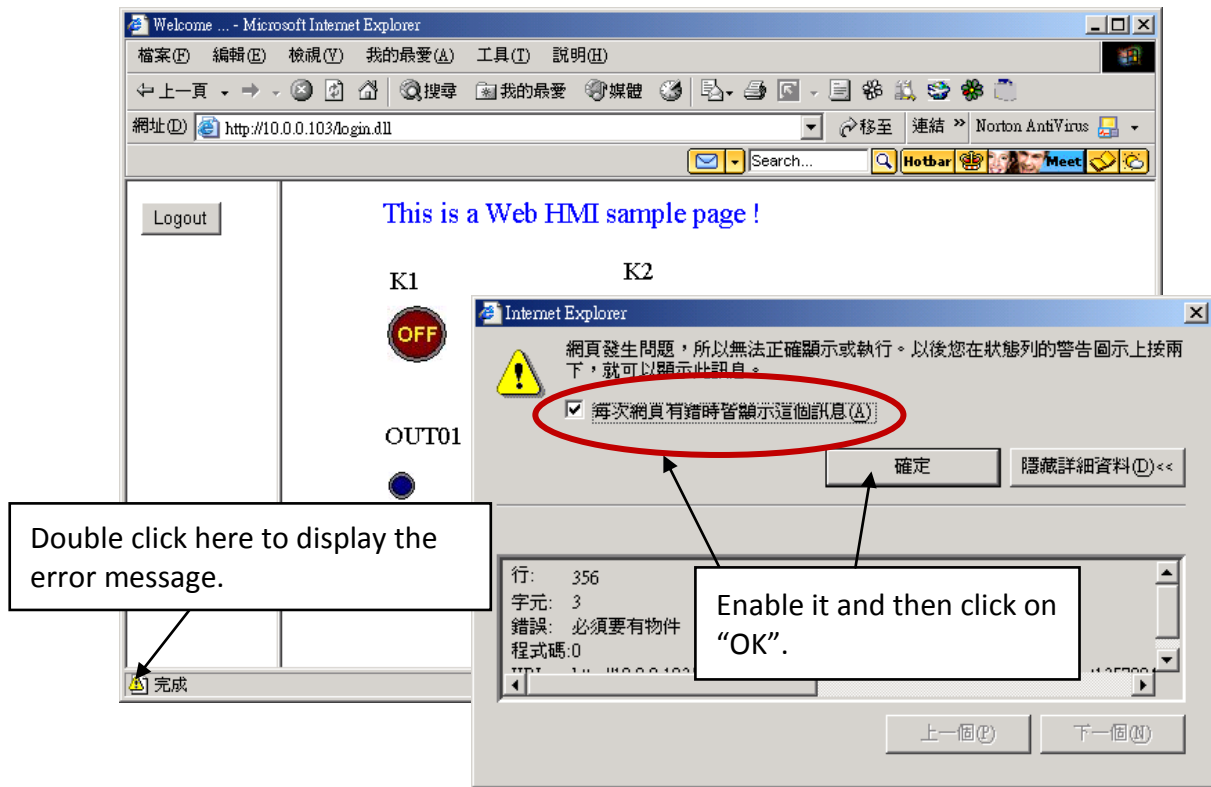 Welcome ... - Microsoft Internet Explorer
檔案(F) 編輯(E) 檢視(V) 我的最愛(A) 工具(T) 說明(H)
上一頁 搜尋 我的最愛 媒體
網址(D) http://10.0.0.103/login.dll 移至 連結 » Norton AntiVirus
Search... Hotbar Meet
Logout
This is a Web HMI sample page !
K1 K2
OFF
OUT01
Internet Explorer
網頁發生問題，所以無法正確顯示或執行。以後您在狀態列的警告圖示上按兩
下，就可以顯示此訊息。
每次網頁有錯時皆顯示這個訊息(A)
確定 隱藏詳細資料(D)<<
Double click here to display the
error message.
行: 356
字元: 3
錯誤: 必須要有物件
程式碼:0
Enable it and then click on
“OK”.
完成
上一個(P) 下一個(N)